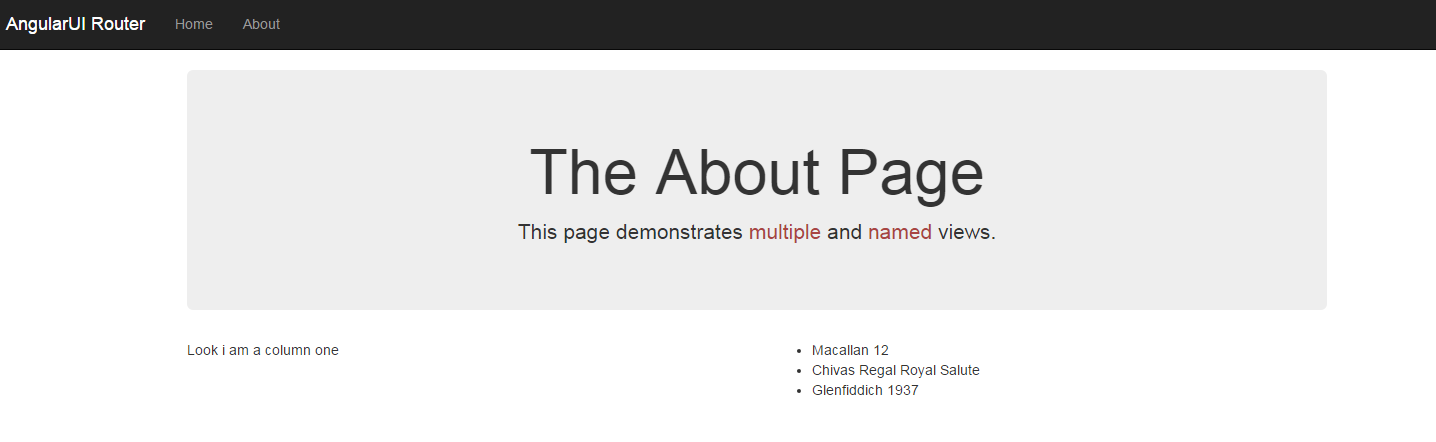 AngularUI Router Home About
The About Page
This page demonstrates multiple and named views.
Look i am a column one
• Macallan 12
• Chivas Regal Royal Salute
• Glenfiddich 1937